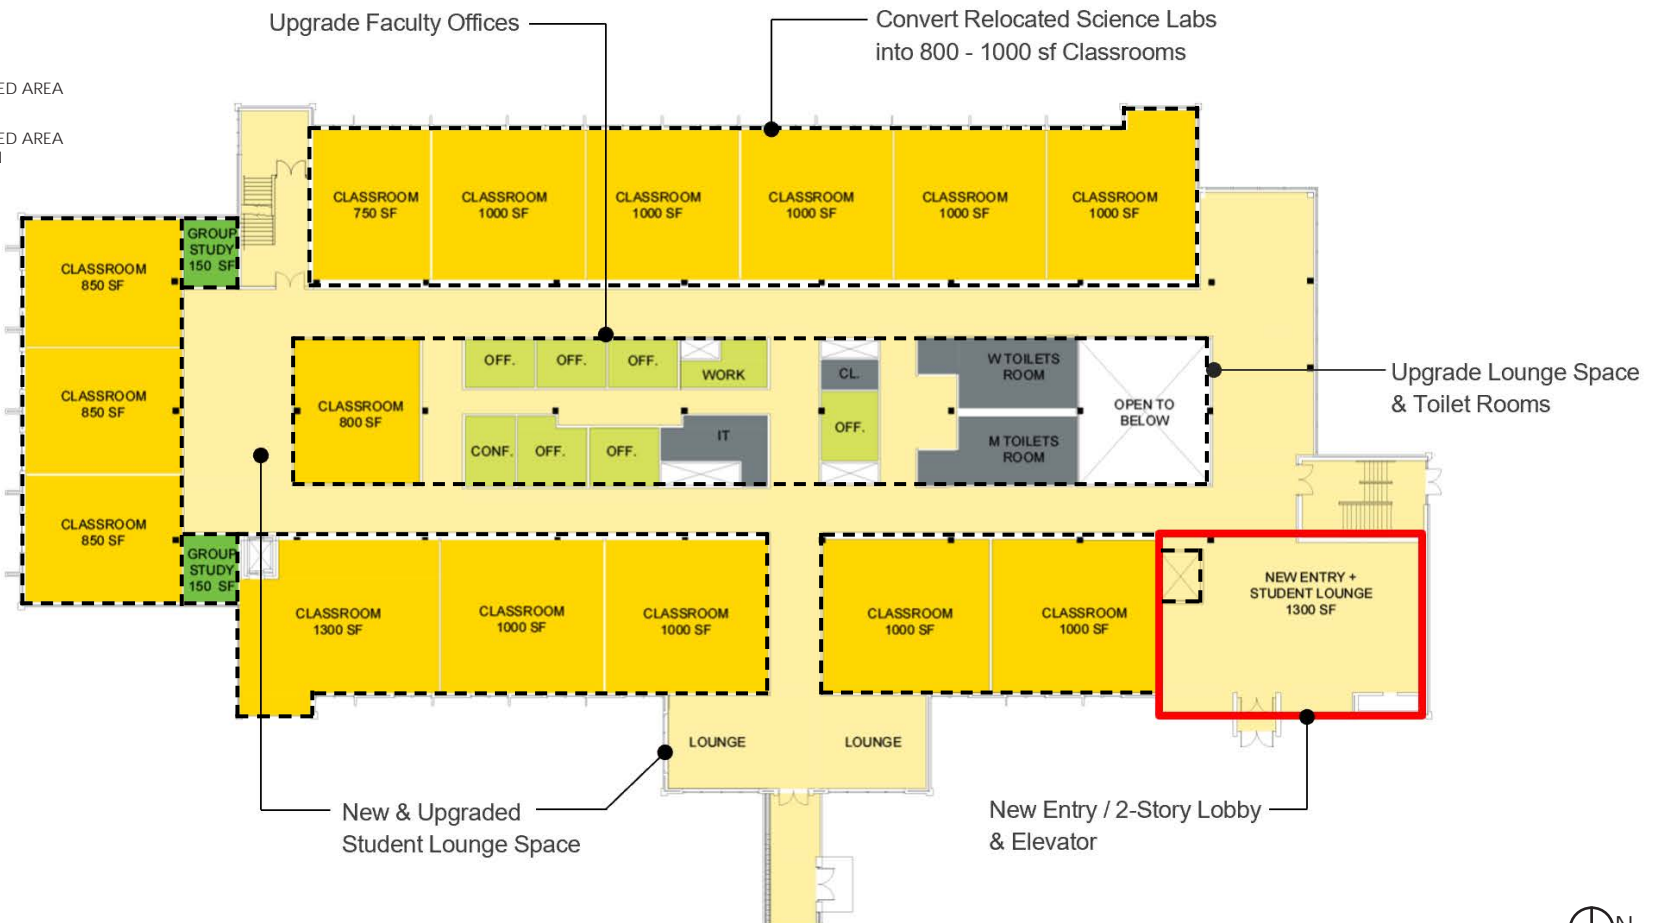 Upgrade Faculty Offices
Convert Relocated Science Labs
into 800 - 1000 sf Classrooms
ED AREA
ED AREA
CLASSROOM
750 SF
CLASSROOM
1000 SF
CLASSROOM
1000 SF
CLASSROOM
1000 SF
CLASSROOM
1000 SF
CLASSROOM
1000 SF
GROUP
STUDY
150 SF
CLASSROOM
850 SF
CLASSROOM
850 SF
CLASSROOM
850 SF
GROUP
STUDY
150 SF
CLASSROOM
800 SF
OFF.
OFF.
OFF.
WORK
CONF.
OFF.
OFF.
IT
CL.
OFF.
W TOILETS
ROOM
M TOILETS
ROOM
OPEN TO
BELOW
Upgrade Lounge Space
& Toilet Rooms
CLASSROOM
1300 SF
CLASSROOM
1000 SF
CLASSROOM
1000 SF
CLASSROOM
1000 SF
CLASSROOM
1000 SF
NEW ENTRY +
STUDENT LOUNGE
1300 SF
LOUNGE
LOUNGE
New & Upgraded
Student Lounge Space
New Entry / 2-Story Lobby
& Elevator
N